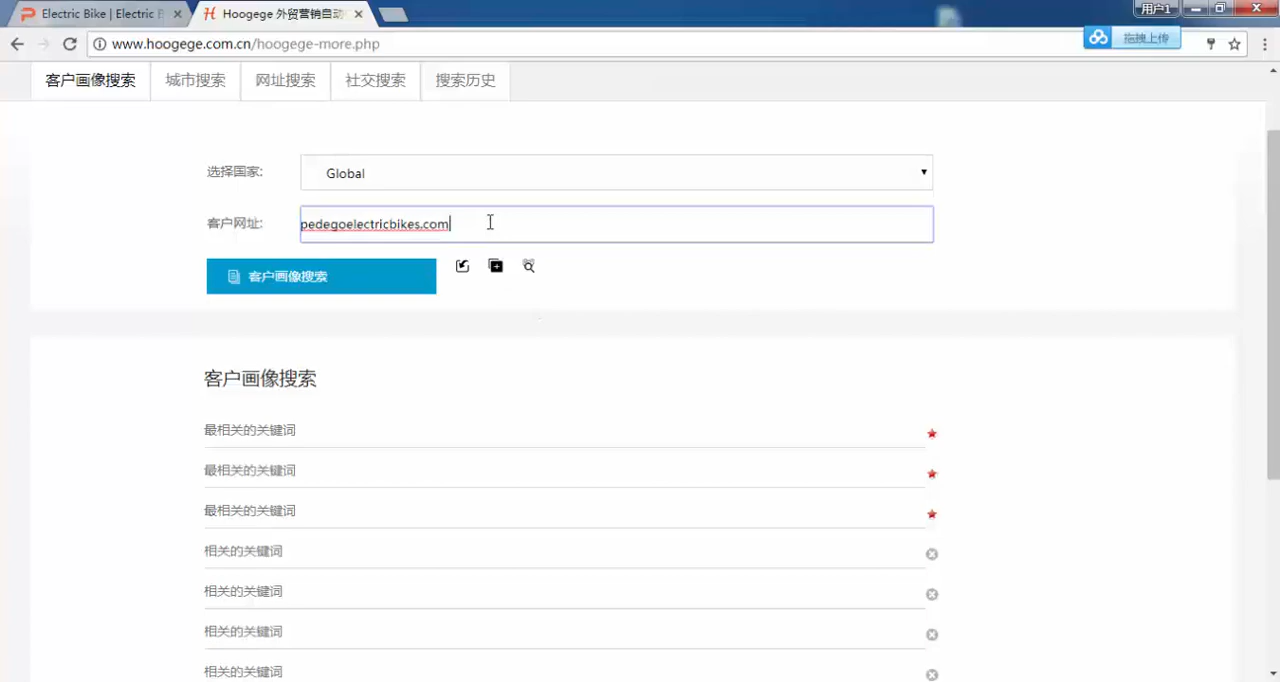 Electric Bike | Electric B
Hoogege 外贸营销自动
用户1
www.hoogege.com.cn/hoogege-more.php
拖拽上传
客户画像搜索
城市搜索
网址搜索
社交搜索
搜索历史
选择国家:
Global
客户网址:
pedegoelectricbikes.com
客户画像搜索
客户画像搜索
最相关的关键词
最相关的关键词
最相关的关键词
相关的关键词
相关的关键词
相关的关键词
相关的关键词